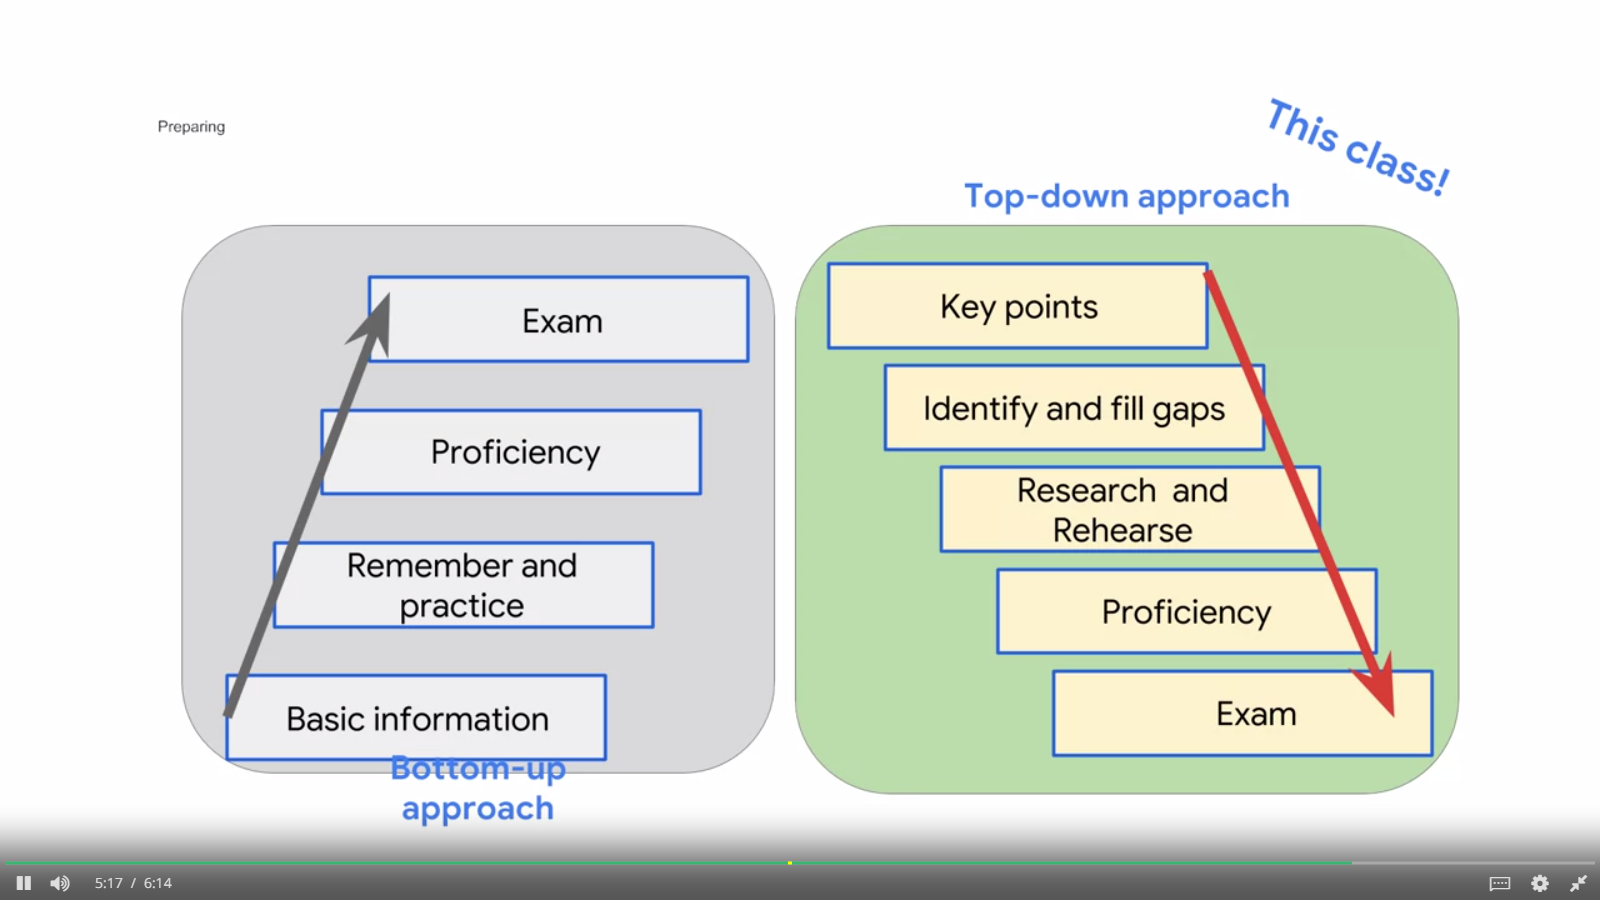 Preparing
This class!
Top-down approach
Exam
Proficiency
Remember and
practice
Basic information
Bottom-up
approach
Key points
Identify and fill gaps
Research and
Rehearse
Proficiency
Exam
5:17 / 6:14